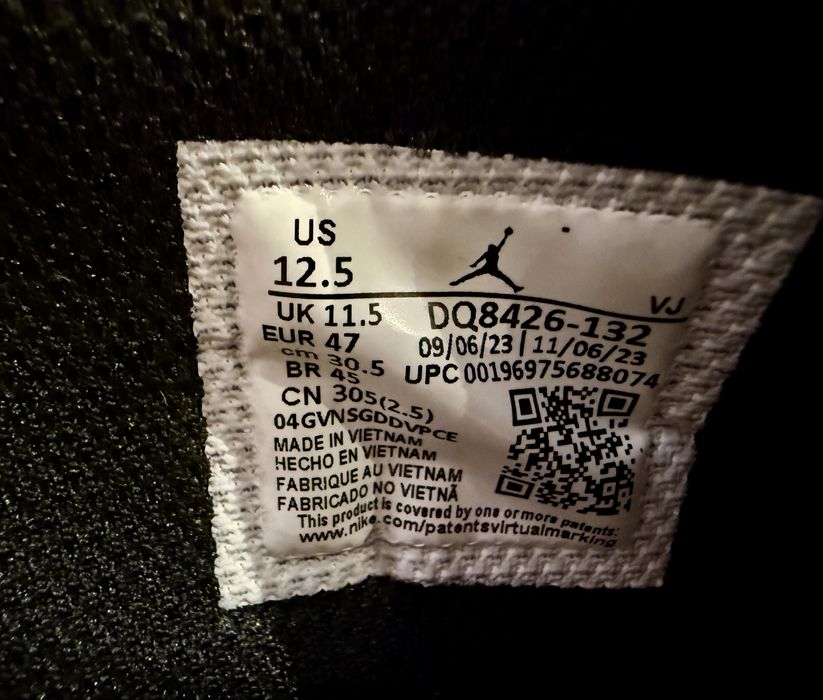 US
12.5
VJ
UK 11.5
DQ8426-132
EUR 47
09/06/23 | 11/06/23
cm 30.5
BR 45
UPC 00196975688074
CN 305(2.5)
04GVNSGDDVPCE
MADE IN VIETNAM
HECHO EN VIETNAM
FABRIQUE AU VIETNAM
FABRICADO NO VIETNÃ
This product is covered by one or more patents:
www.nike.com/patentsvirtualmarking